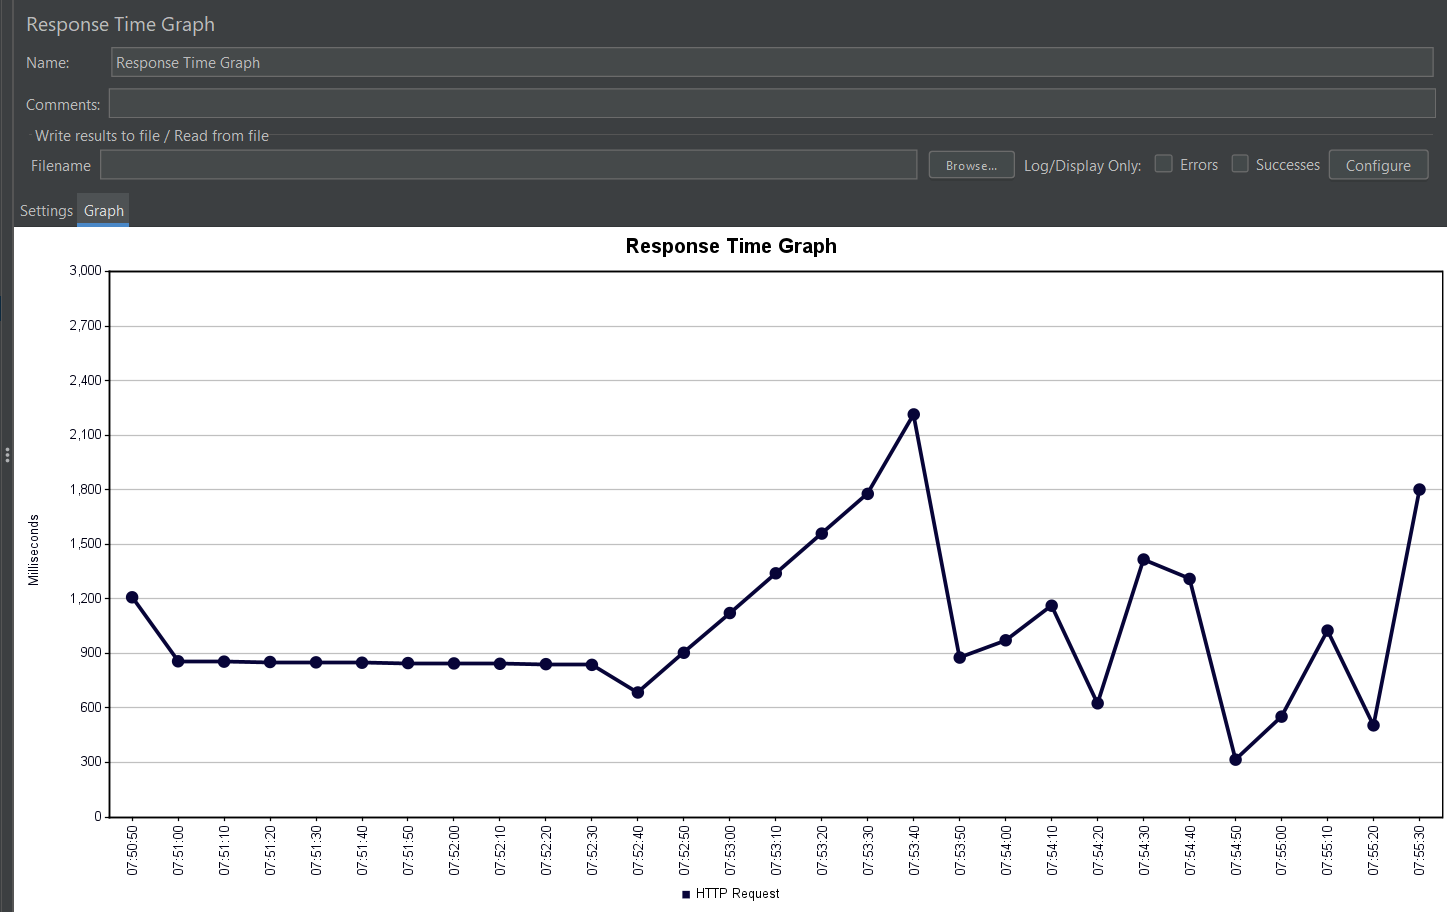 Response Time Graph
Name: Response Time Graph
Comments:
Write results to file / Read from file
Filename Browse... Log/Display Only: Errors Successes Configure
Settings Graph
Response Time Graph
3,000
2,700
2,400
2,100
1,800
1,500
1,200
900
600
300
0
Milliseconds
07:50:50 07:51:00 07:51:10 07:51:20 07:51:30 07:51:40 07:51:50 07:52:00 07:52:10 07:52:20 07:52:30 07:52:40 07:52:50 07:53:00 07:53:10 07:53:20 07:53:30 07:53:40 07:53:50 07:54:00 07:54:10 07:54:20 07:54:30 07:54:40 07:54:50 07:55:00 07:55:10 07:55:20 07:55:30
HTTP Request